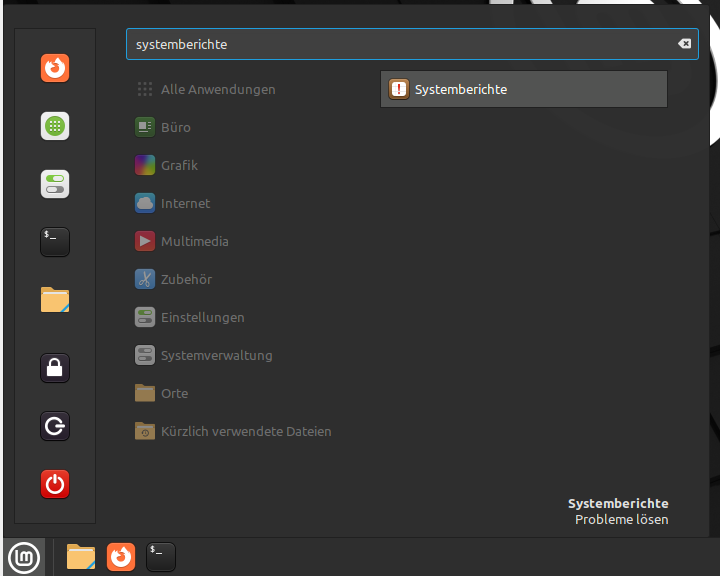 systemberichte
Alle Anwendungen
Systemberichte
Büro
Grafik
Internet
Multimedia
Zubehör
Einstellungen
Systemverwaltung
Orte
Kürzlich verwendete Dateien
Systemberichte
Probleme lösen
$_
$_